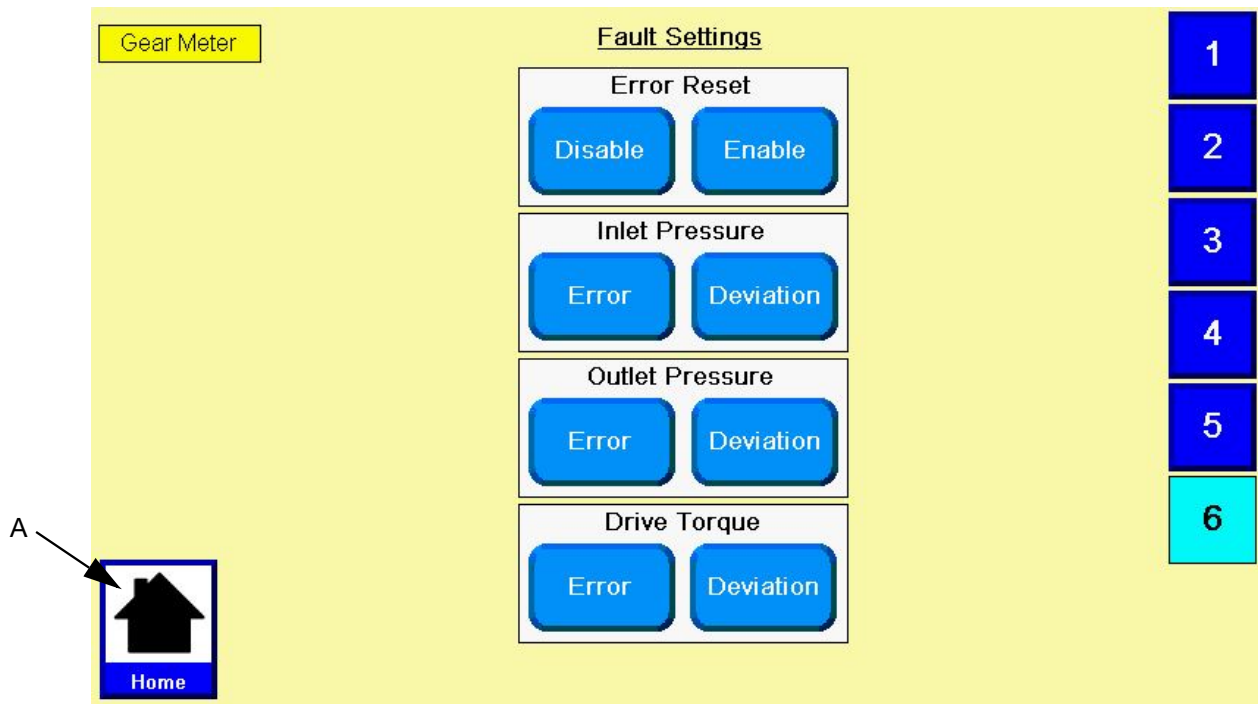 Gear Meter
Fault Settings
Error Reset
Disable Enable
Inlet Pressure
Error Deviation
Outlet Pressure
Error Deviation
Drive Torque
Error Deviation
1
2
3
4
5
6
A
Home